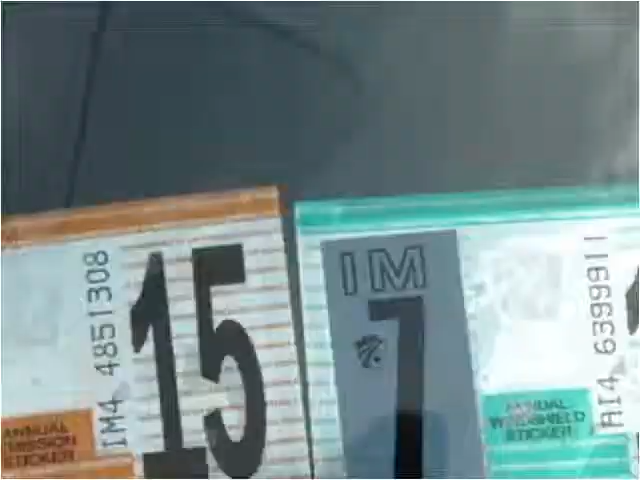 IM4 4851308
15
ANNUAL
EMISSION
STICKER
IM
7
ANNUAL
WINDSHIELD
STICKER
AI4 6399911